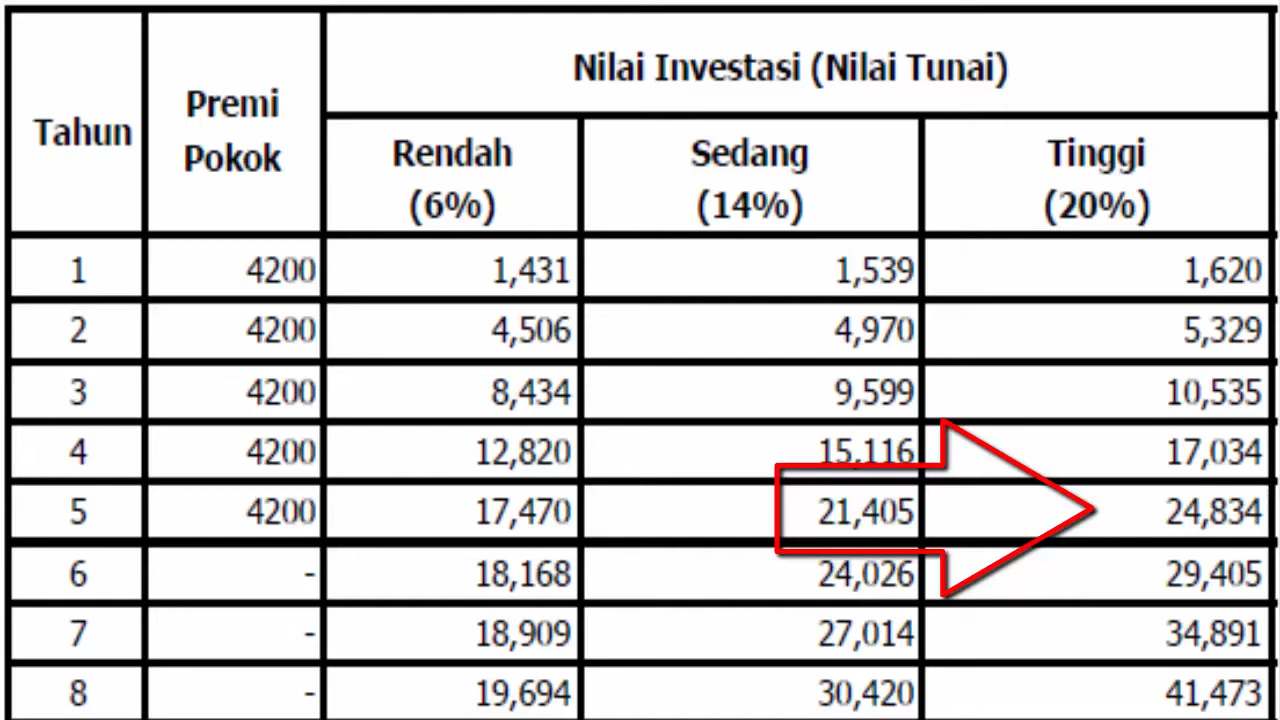 Tahun Premi Pokok Nilai Investasi (Nilai Tunai)
Rendah (6%) Sedang (14%) Tinggi (20%)
1 4200 1,431 1,539 1,620
2 4200 4,506 4,970 5,329
3 4200 8,434 9,599 10,535
4 4200 12,820 15,116 17,034
5 4200 17,470 21,405 24,834
6 - 18,168 24,026 29,405
7 - 18,909 27,014 34,891
8 - 19,694 30,420 41,473